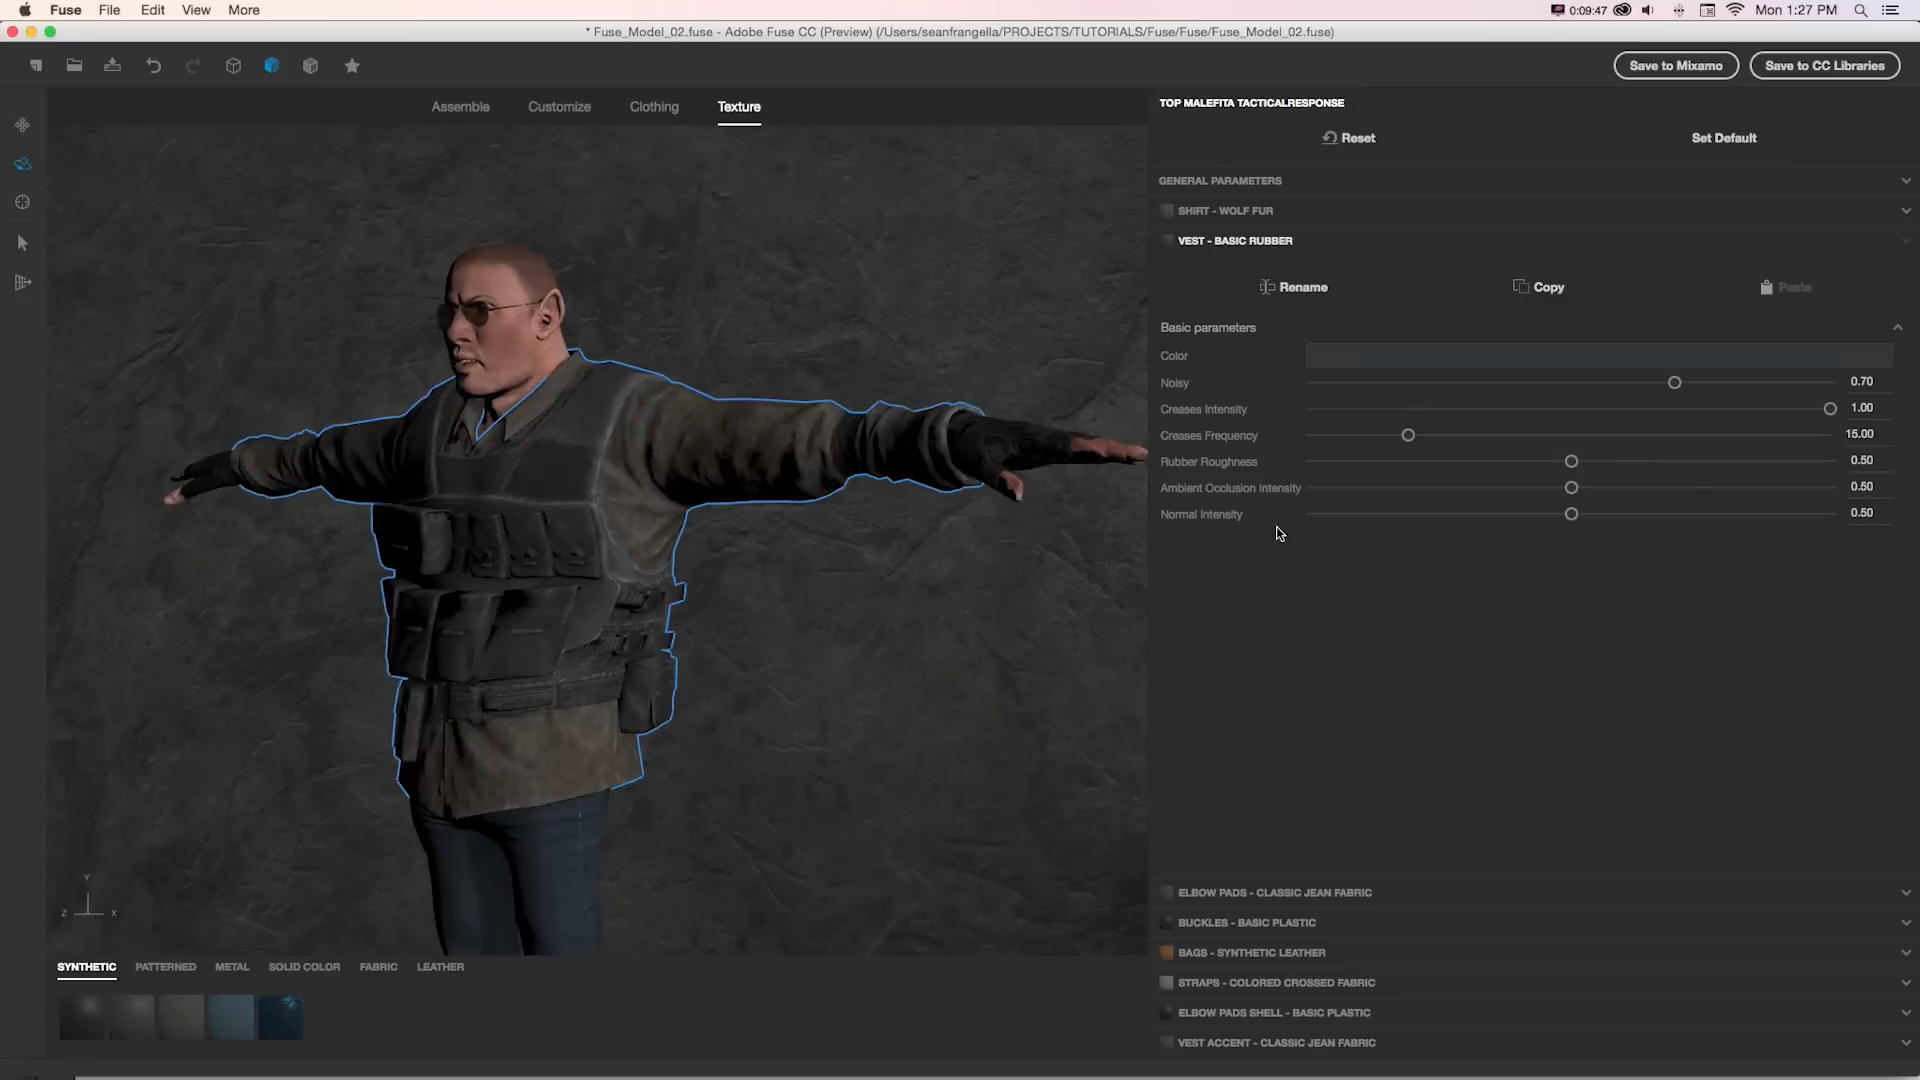 Fuse File Edit View More 0:09:47 Mon 1:27 PM
* Fuse_Model_02.fuse - Adobe Fuse CC (Preview) (/Users/seanfrangella/PROJECTS/TUTORIALS/Fuse/Fuse/Fuse_Model_02.fuse)
Save to Mixamo Save to CC Libraries
Assemble Customize Clothing Texture
TOP MALEFITA TACTICALRESPONSE
Reset Set Default
GENERAL PARAMETERS
SHIRT - WOLF FUR
VEST - BASIC RUBBER
Rename Copy Paste
Basic parameters
Color
Noisy 0.70
Creases Intensity 1.00
Creases Frequency 15.00
Rubber Roughness 0.50
Ambient Occlusion Intensity 0.50
Normal Intensity 0.50
ELBOW PADS - CLASSIC JEAN FABRIC
BUCKLES - BASIC PLASTIC
BAGS - SYNTHETIC LEATHER
STRAPS - COLORED CROSSED FABRIC
ELBOW PADS SHELL - BASIC PLASTIC
VEST ACCENT - CLASSIC JEAN FABRIC
Y
Z X
SYNTHETIC PATTERNED METAL SOLID COLOR FABRIC LEATHER